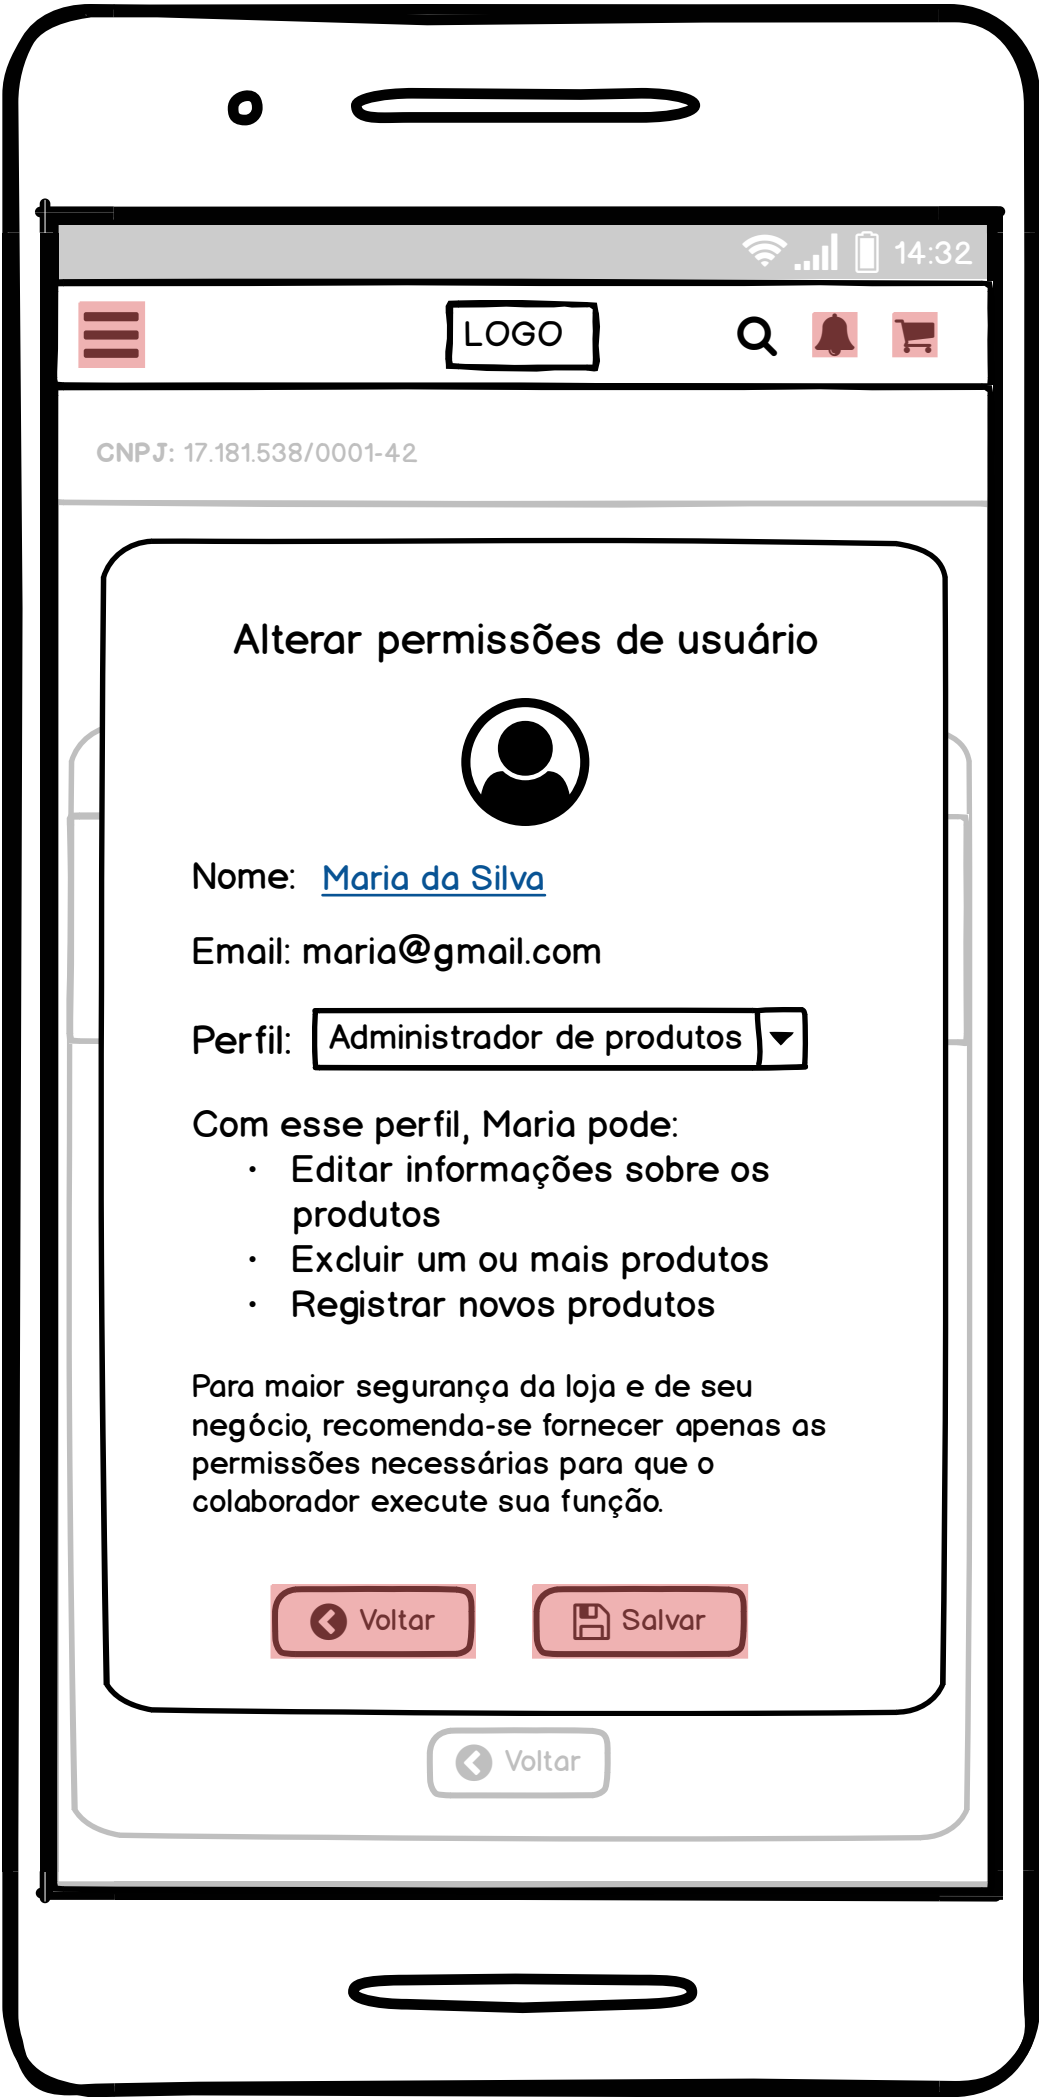 14:32
LOGO
CNPJ: 17.181.538/0001-42
Alterar permissões de usuário
Nome: Maria da Silva
Email: maria@gmail.com
Perfil: Administrador de produtos
Com esse perfil, Maria pode:
• Editar informações sobre os
produtos
• Excluir um ou mais produtos
• Registrar novos produtos
Para maior segurança da loja e de seu
negócio, recomenda-se fornecer apenas as
permissões necessárias para que o
colaborador execute sua função.
Voltar Salvar
Voltar